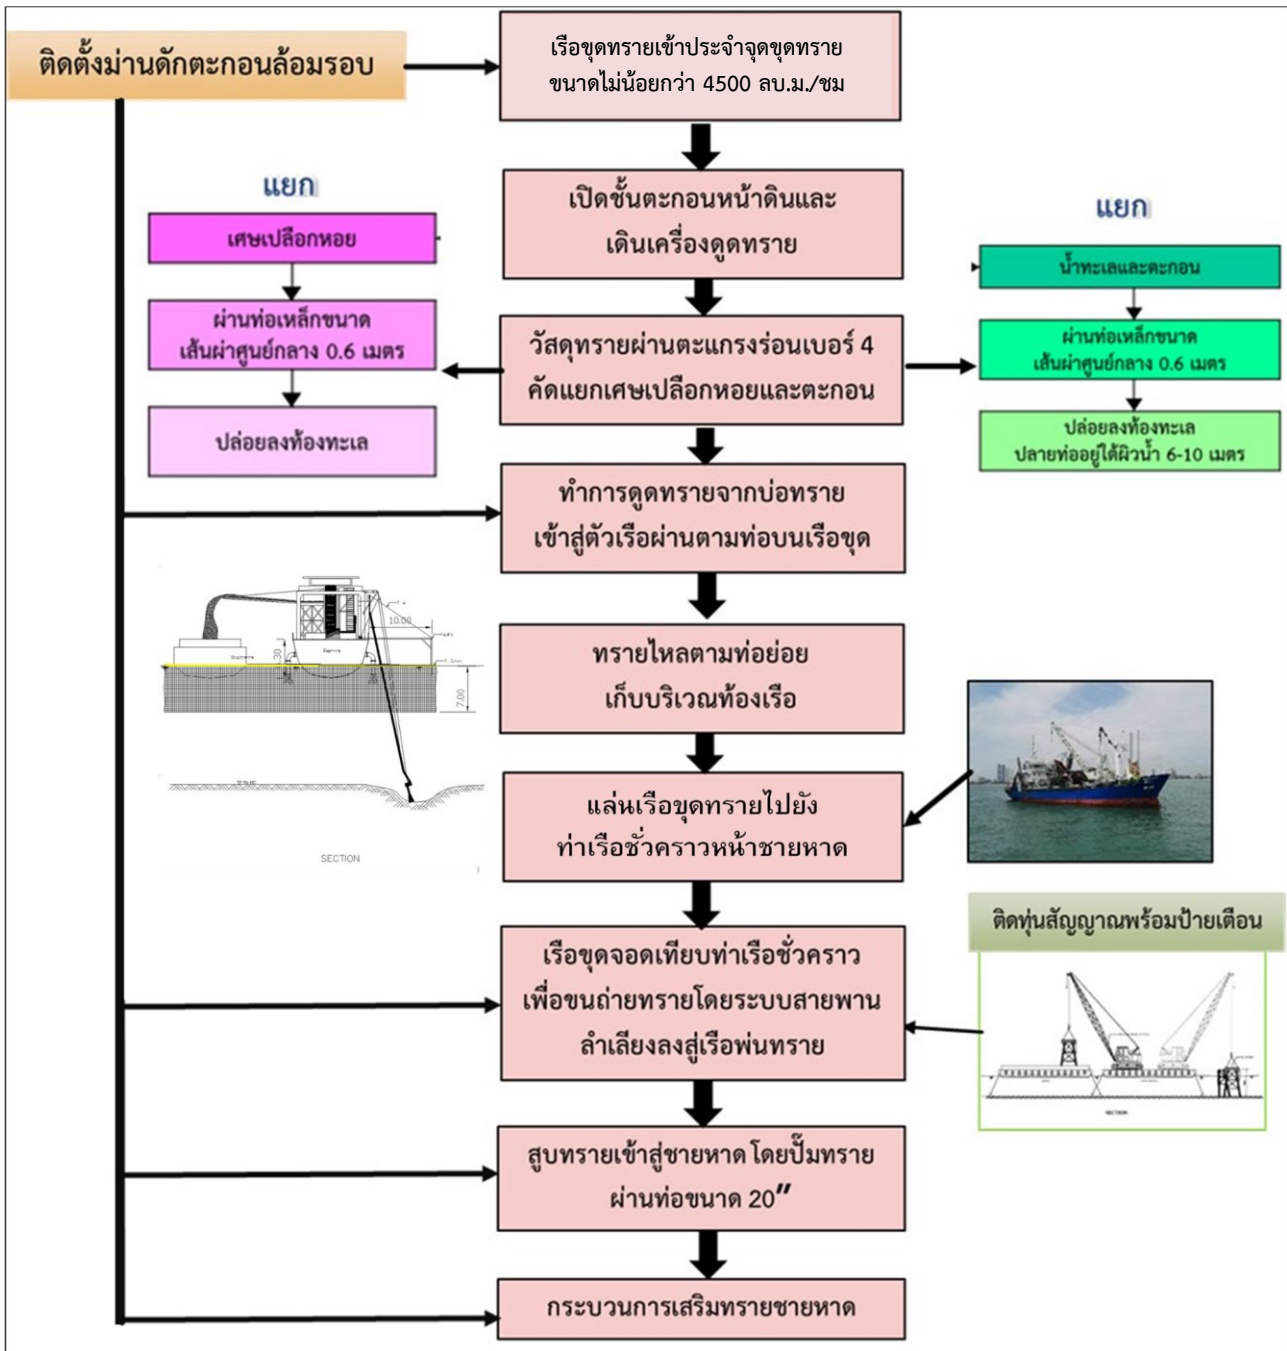 ติดตั้งม่านดักตะกอนล้อมรอบ
เรือขุดทรายเข้าประจำจุดขุดทราย
ขนาดไม่น้อยกว่า 4500 ลบ.ม./ชม
เปิดชั้นตะกอนหน้าดินและ
เดินเครื่องดูดทราย
แยก
เศษเปลือกหอย
ผ่านท่อเหล็กขนาด
เส้นผ่าศูนย์กลาง 0.6 เมตร
ปล่อยลงท้องทะเล
แยก
น้ำทะเลและตะกอน
ผ่านท่อเหล็กขนาด
เส้นผ่าศูนย์กลาง 0.6 เมตร
ปล่อยลงท้องทะเล
ปลายท่ออยู่ใต้ผิวน้ำ 6-10 เมตร
วัสดุทรายผ่านตะแกรงร่อนเบอร์ 4
คัดแยกเศษเปลือกหอยและตะกอน
ทำการดูดทรายจากบ่อทราย
เข้าสู่ตัวเรือผ่านตามท่อบนเรือขุด
10.00
7.00
SECTION
ทรายไหลตามท่อย่อย
เก็บบริเวณท้องเรือ
แล่นเรือขุดทรายไปยัง
ท่าเรือชั่วคราวหน้าชายหาด
ติดทุ่นสัญญาณพร้อมป้ายเตือน
SECTION
เรือขุดจอดเทียบท่าเรือชั่วคราว
เพื่อขนถ่ายทรายโดยระบบสายพาน
ลำเลียงลงสู่เรือพ่นทราย
สูบทรายเข้าสู่ชายหาด โดยปั๊มทราย
ผ่านท่อขนาด 20"
กระบวนการเสริมทรายชายหาด